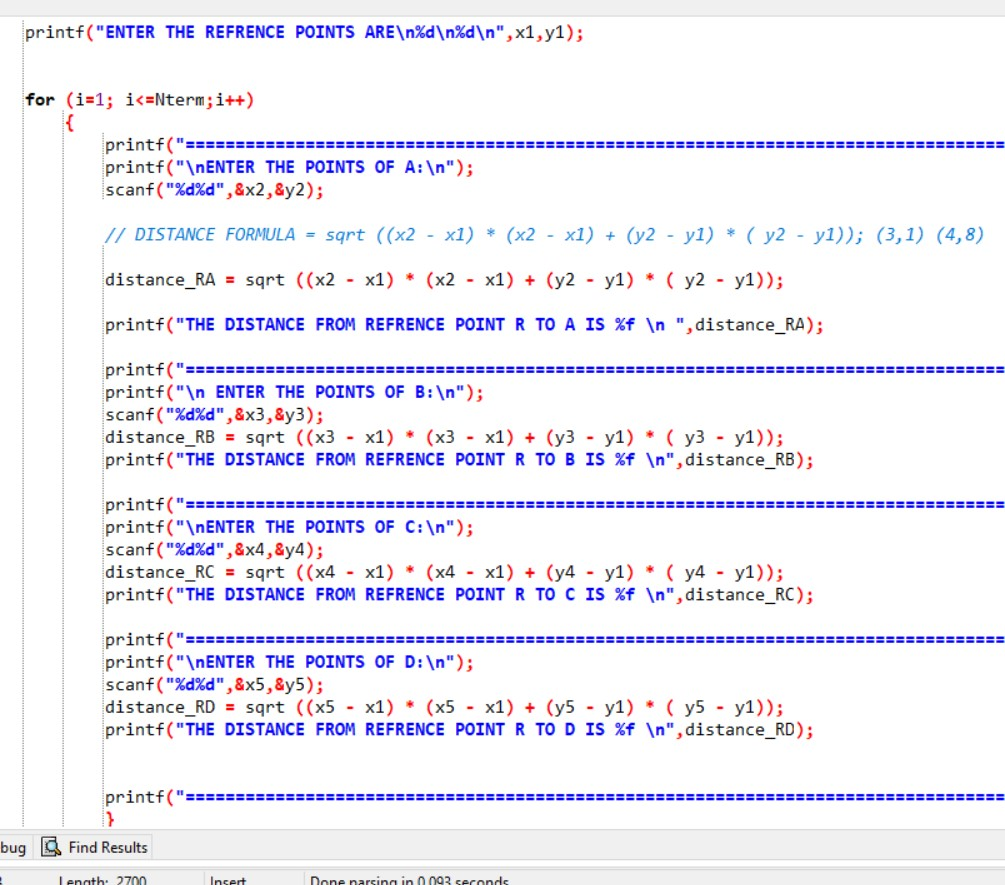 printf("ENTER THE REFRENCE POINTS ARE\n%d\n%d\n",x1,y1);
for (i=1; i<=Nterm;i++)
{
printf("==================================================================================
printf("\nENTER THE POINTS OF A:\n");
scanf("%d%d",&x2,&y2);
// DISTANCE FORMULA = sqrt ((x2 - x1) * (x2 - x1) + (y2 - y1) * ( y2 - y1)); (3,1) (4,8)
distance_RA = sqrt ((x2 - x1) * (x2 - x1) + (y2 - y1) * ( y2 - y1));
printf("THE DISTANCE FROM REFRENCE POINT R TO A IS %f \n ",distance_RA);
printf("==================================================================================
printf("\n ENTER THE POINTS OF B:\n");
scanf("%d%d",&x3,&y3);
distance_RB = sqrt ((x3 - x1) * (x3 - x1) + (y3 - y1) * ( y3 - y1));
printf("THE DISTANCE FROM REFRENCE POINT R TO B IS %f \n",distance_RB);
printf("==================================================================================
printf("\nENTER THE POINTS OF C:\n");
scanf("%d%d",&x4,&y4);
distance_RC = sqrt ((x4 - x1) * (x4 - x1) + (y4 - y1) * ( y4 - y1));
printf("THE DISTANCE FROM REFRENCE POINT R TO C IS %f \n",distance_RC);
printf("==================================================================================
printf("\nENTER THE POINTS OF D:\n");
scanf("%d%d",&x5,&y5);
distance_RD = sqrt ((x5 - x1) * (x5 - x1) + (y5 - y1) * ( y5 - y1));
printf("THE DISTANCE FROM REFRENCE POINT R TO D IS %f \n",distance_RD);
printf("==================================================================================
}
bug Find Results
Length: 2700 Insert Done parsing in 0.093 seconds